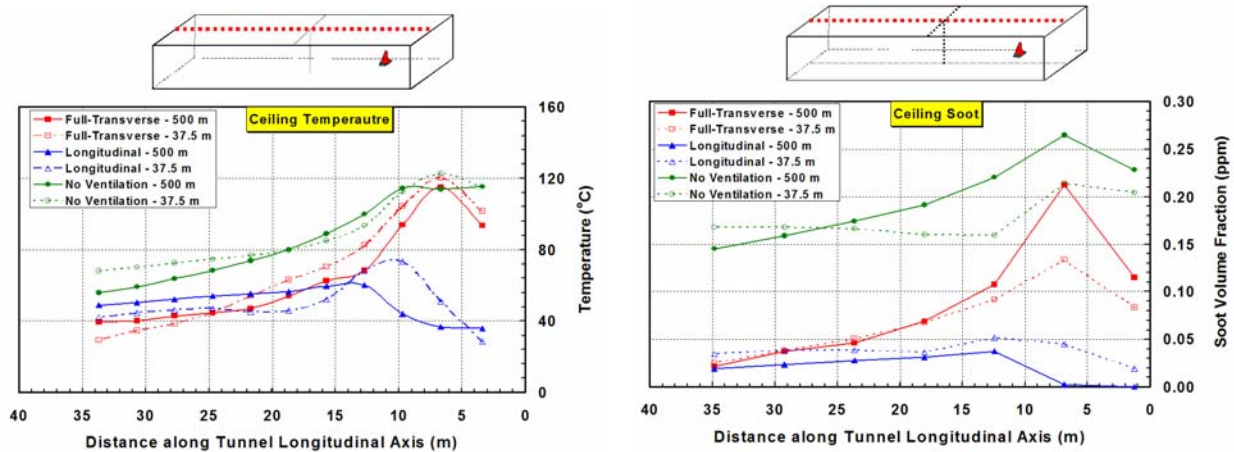 Full-Transverse - 500 m
Full-Transverse - 37.5 m
Longitudinal - 500 m
Longitudinal - 37.5 m
No Ventilation - 500 m
No Ventilation - 37.5 m
Ceiling Temperautre
160
120
80
40
0
Temperature (°C)
40 35 30 25 20 15 10 5 0
Distance along Tunnel Longitudinal Axis (m)
Full-Transverse - 500 m
Full-Transverse - 37.5 m
Longitudinal - 500 m
Longitudinal - 37.5 m
No Ventilation - 500 m
No Ventilation - 37.5 m
Ceiling Soot
0.30
0.25
0.20
0.15
0.10
0.05
0.00
Soot Volume Fraction (ppm)
40 35 30 25 20 15 10 5 0
Distance along Tunnel Longitudinal Axis (m)